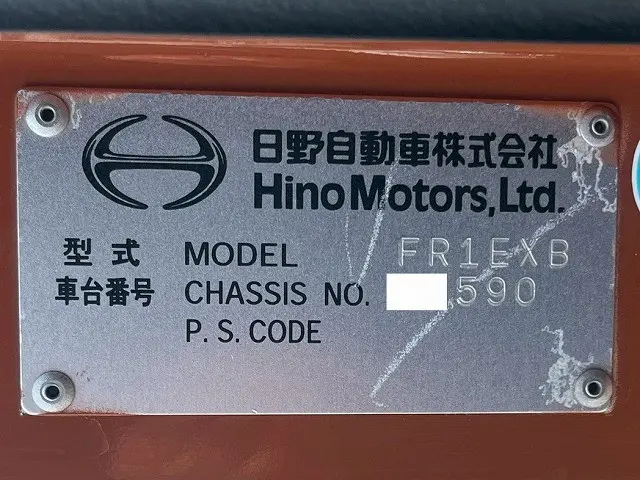 日野自動車株式会社
Hino Motors, Ltd.
型式 MODEL FR1EXB
車台番号 CHASSIS NO. 590
P. S. CODE